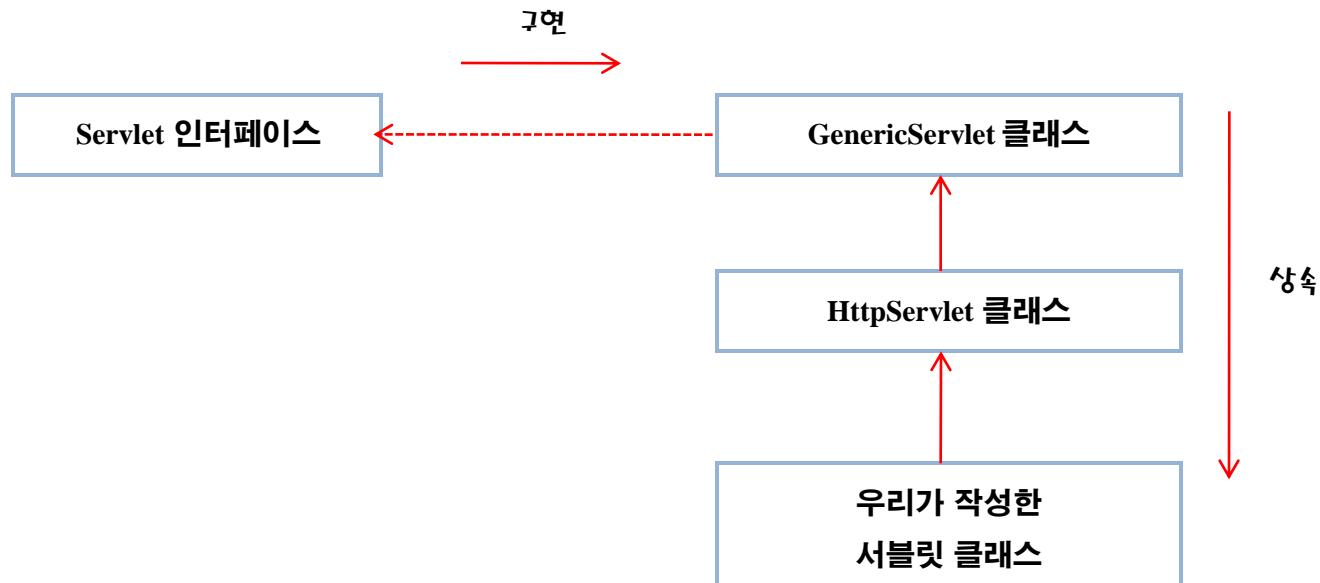 구현
Servlet 인터페이스
GenericServlet 클래스
HttpServlet 클래스
상속
우리가 작성한
서블릿 클래스